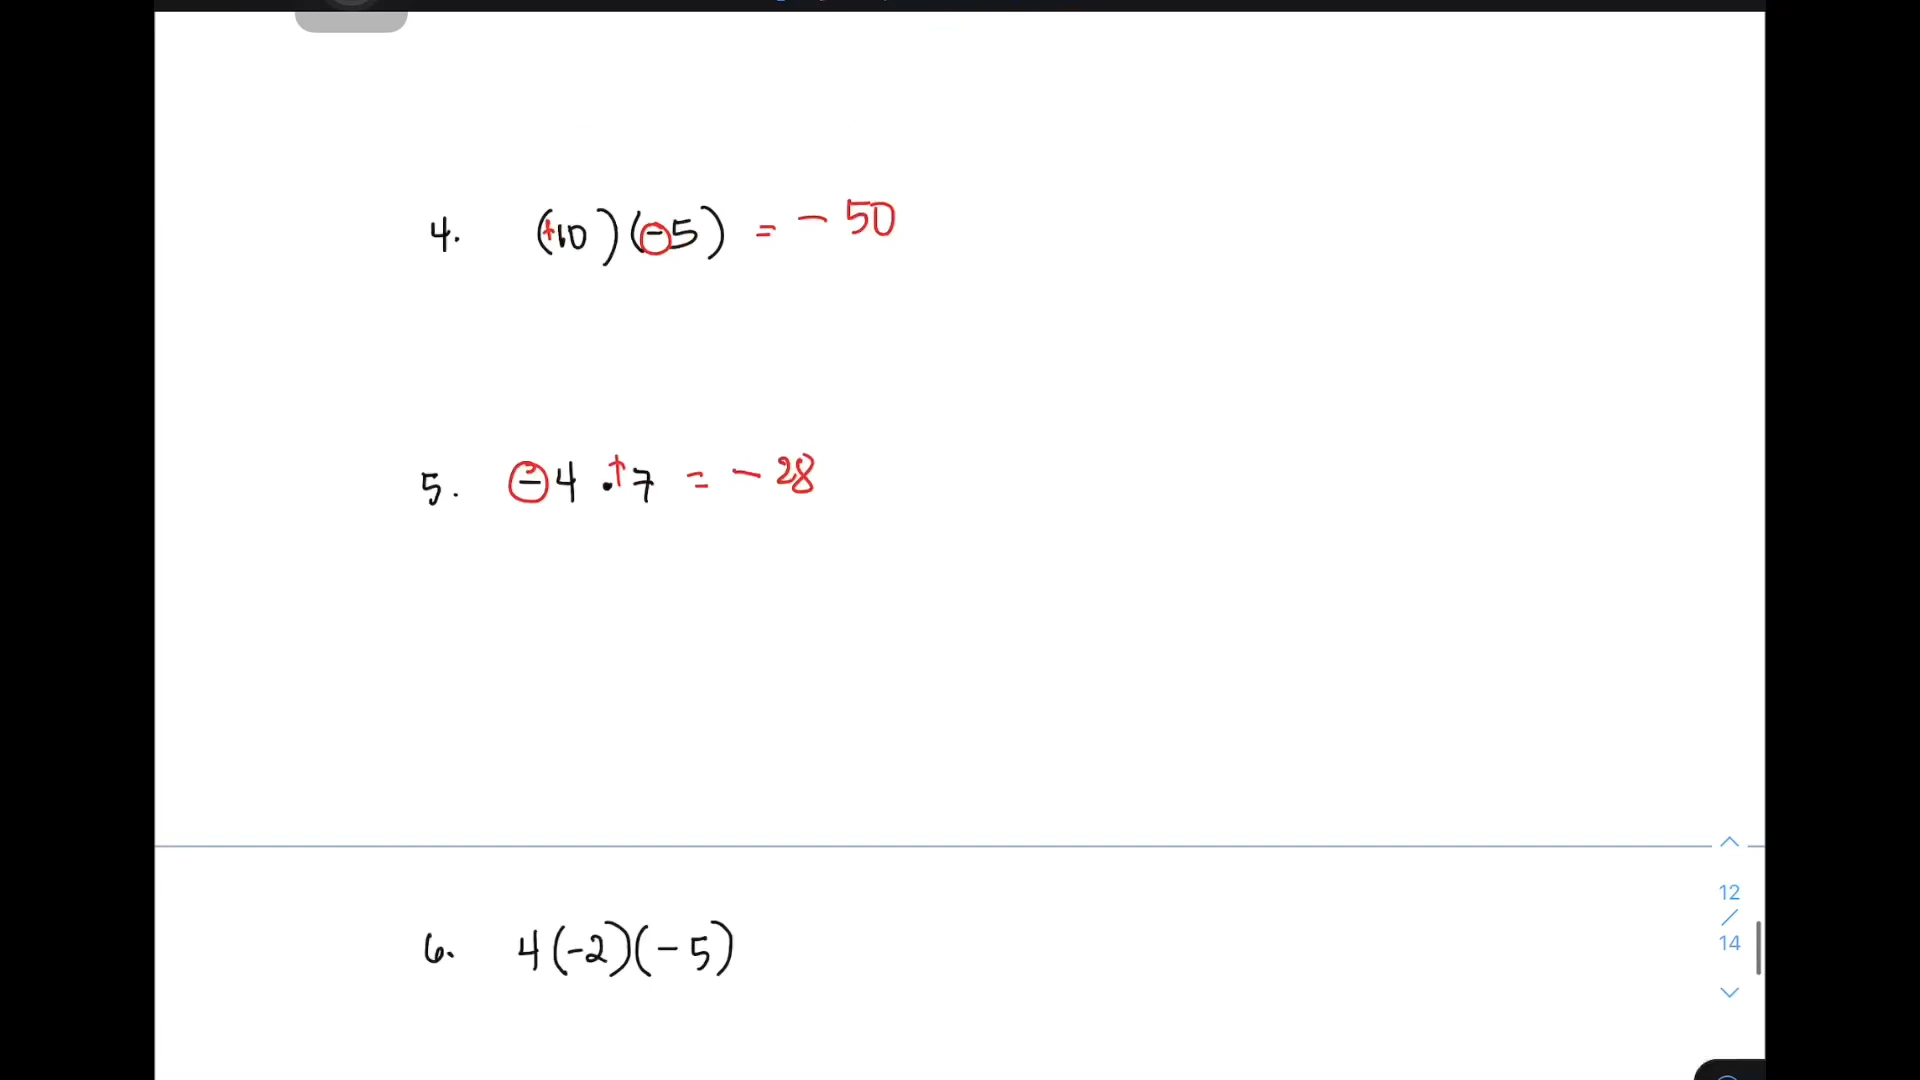 4. (+10)(-5) = - 50
5. -4 · +7 = - 28
6. 4(-2)(-5)
12
/
14